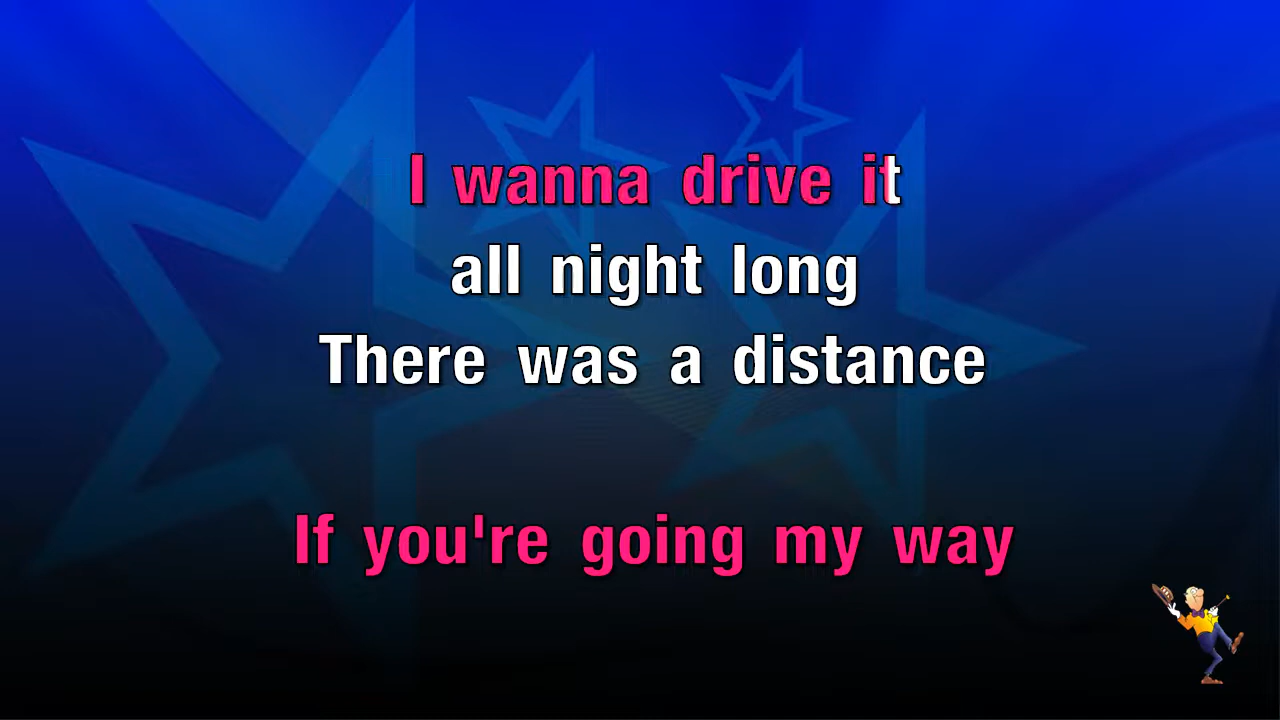 I wanna drive it
all night long
There was a distance
If you're going my way